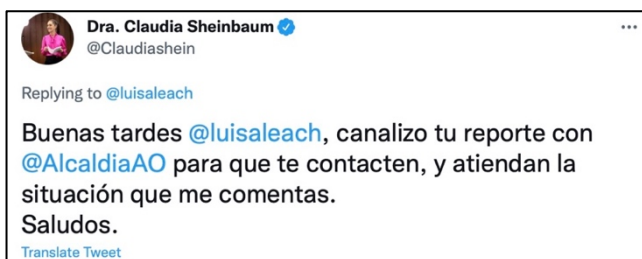 Dra. Claudia Sheinbaum
@Claudiashein
Replying to @luisaleach
Buenas tardes @luisaleach, canalizo tu reporte con
@AlcaldiaAO para que te contacten, y atiendan la
situación que me comentas.
Saludos.
Translate Tweet